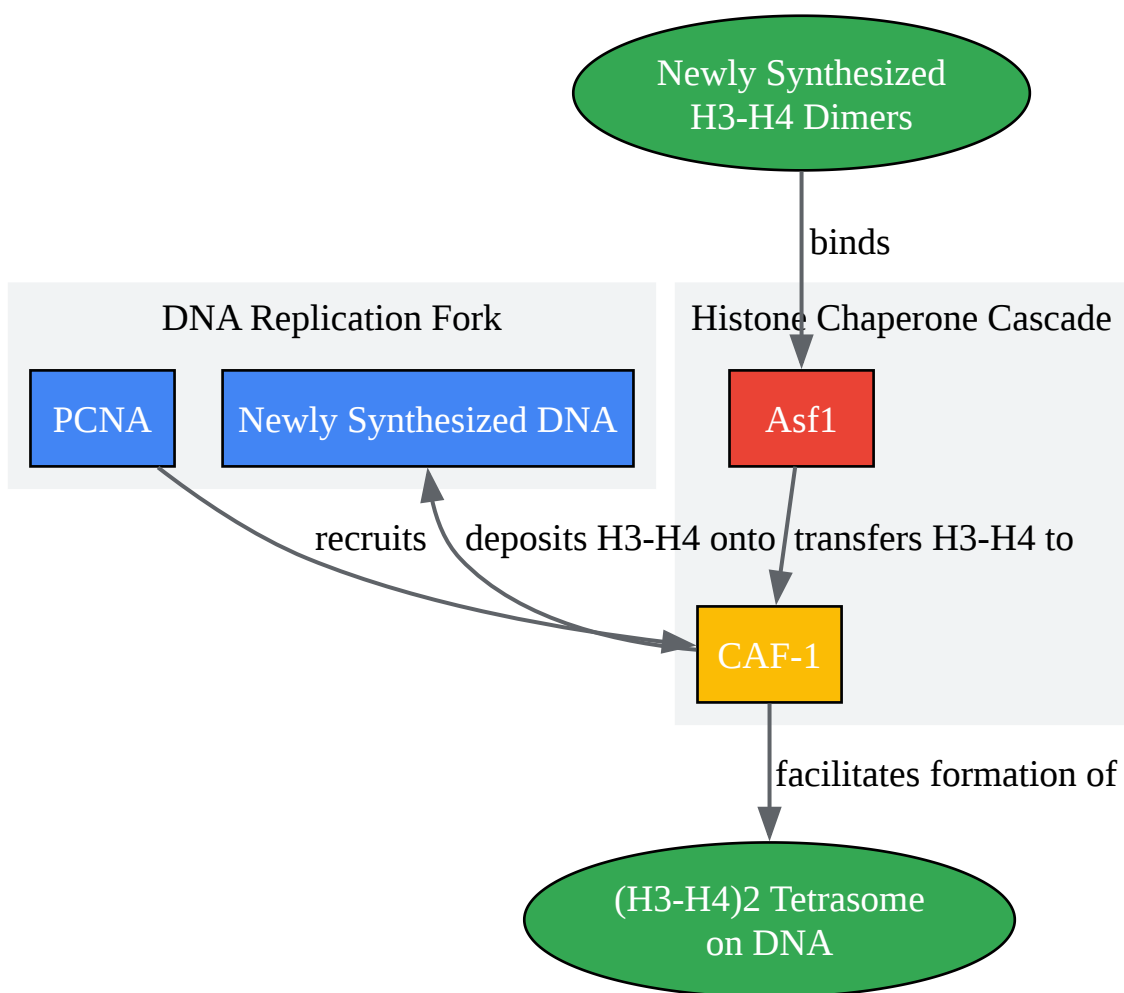 Newly Synthesized
H3-H4 Dimers
binds
DNA Replication Fork
Histone Chaperone Cascade
PCNA
Newly Synthesized DNA
Asf1
recruits
deposits H3-H4 onto
transfers H3-H4 to
CAF-1
facilitates formation of
(H3-H4)2 Tetrasome
on DNA